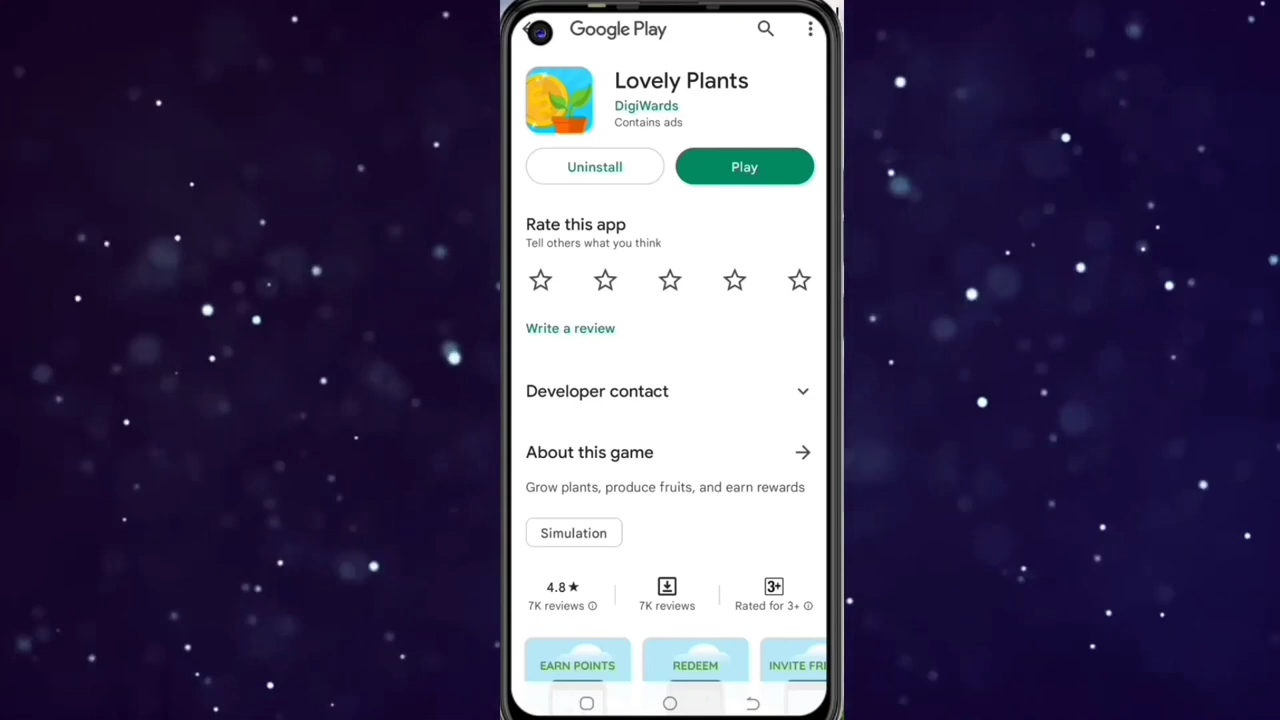 Google Play
Lovely Plants
DigiWards
Contains ads
Uninstall
Play
Rate this app
Tell others what you think
Write a review
Developer contact
About this game
Grow plants, produce fruits, and earn rewards
Simulation
4.8★
3+
7K reviews
7K reviews
Rated for 3+
EARN POINTS
REDEEM
INVITE FRI